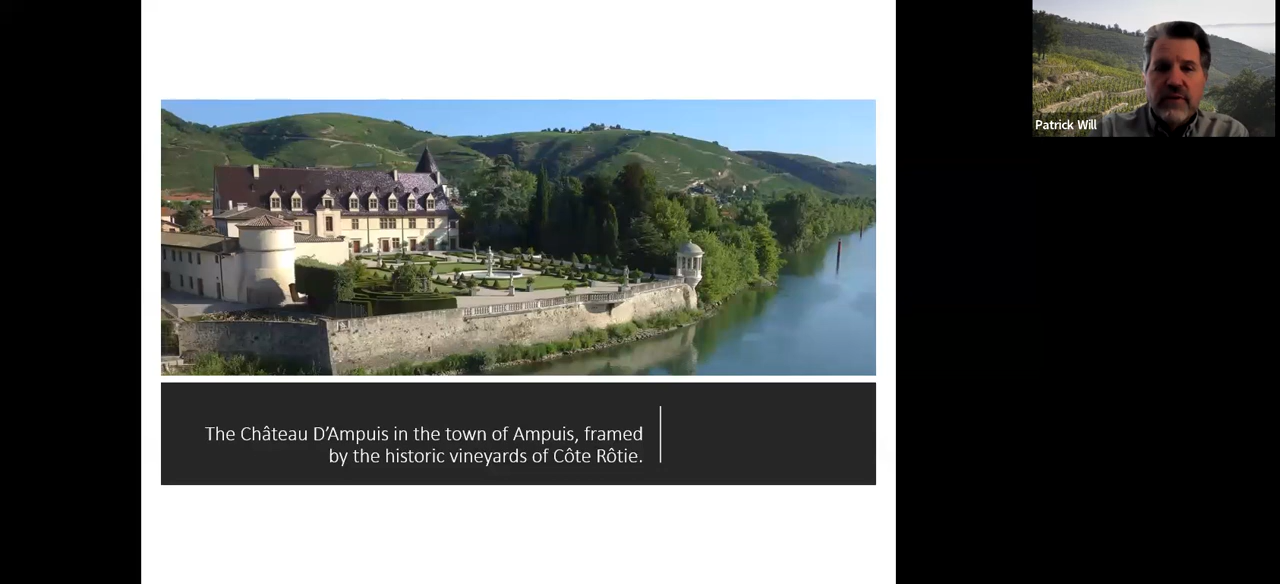 Patrick Will
The Château D’Ampuis in the town of Ampuis, framed
by the historic vineyards of Côte Rôtie.